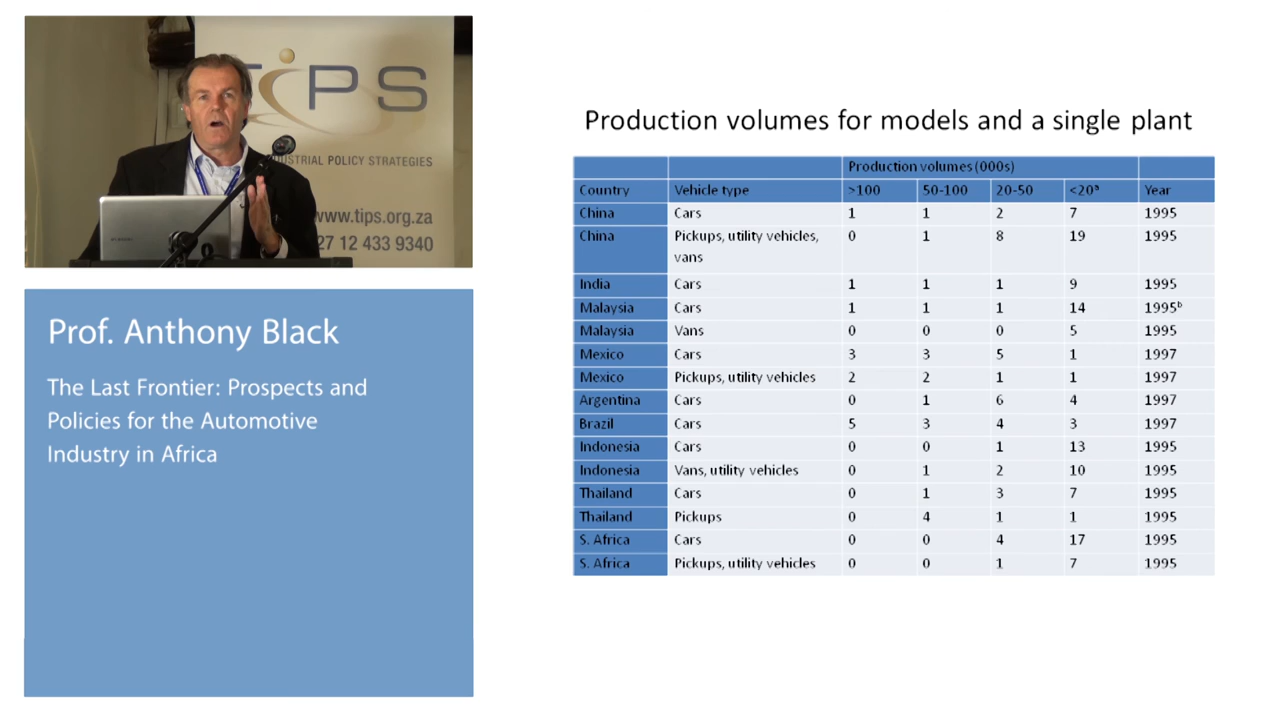 TiPS
DUSTRIAL POLICY STRATEGIES
www.tips.org.za
27 12 433 9340
Prof. Anthony Black
The Last Frontier: Prospects and
Policies for the Automotive
Industry in Africa
Production volumes for models and a single plant
Production volumes (000s)
Country Vehicle type >100 50-100 20-50 <20ᵃ Year
China Cars 1 1 2 7 1995
China Pickups, utility vehicles, 0 1 8 19 1995
vans
India Cars 1 1 1 9 1995
Malaysia Cars 1 1 1 14 1995ᵇ
Malaysia Vans 0 0 0 5 1995
Mexico Cars 3 3 5 1 1997
Mexico Pickups, utility vehicles 2 2 1 1 1997
Argentina Cars 0 1 6 4 1997
Brazil Cars 5 3 4 3 1997
Indonesia Cars 0 0 1 13 1995
Indonesia Vans, utility vehicles 0 1 2 10 1995
Thailand Cars 0 1 3 7 1995
Thailand Pickups 0 4 1 1 1995
S. Africa Cars 0 0 4 17 1995
S. Africa Pickups, utility vehicles 0 0 1 7 1995